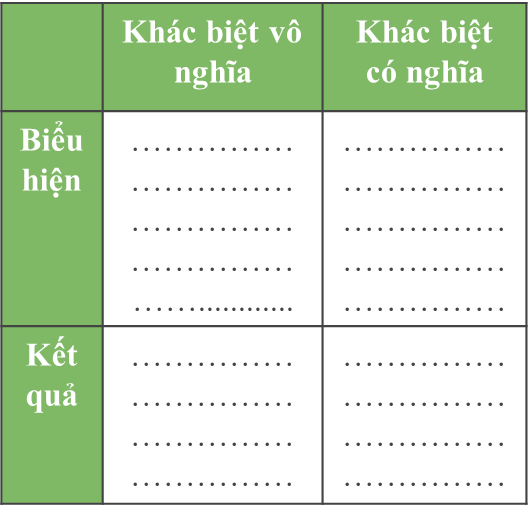 Khác biệt vô
nghĩa
Khác biệt
có nghĩa
Biểu
hiện
……………
……………
……………
……………
……...........
……………
……………
……………
……………
……………
Kết
quả
……………
……………
……………
……………
……………
……………
……………
……………